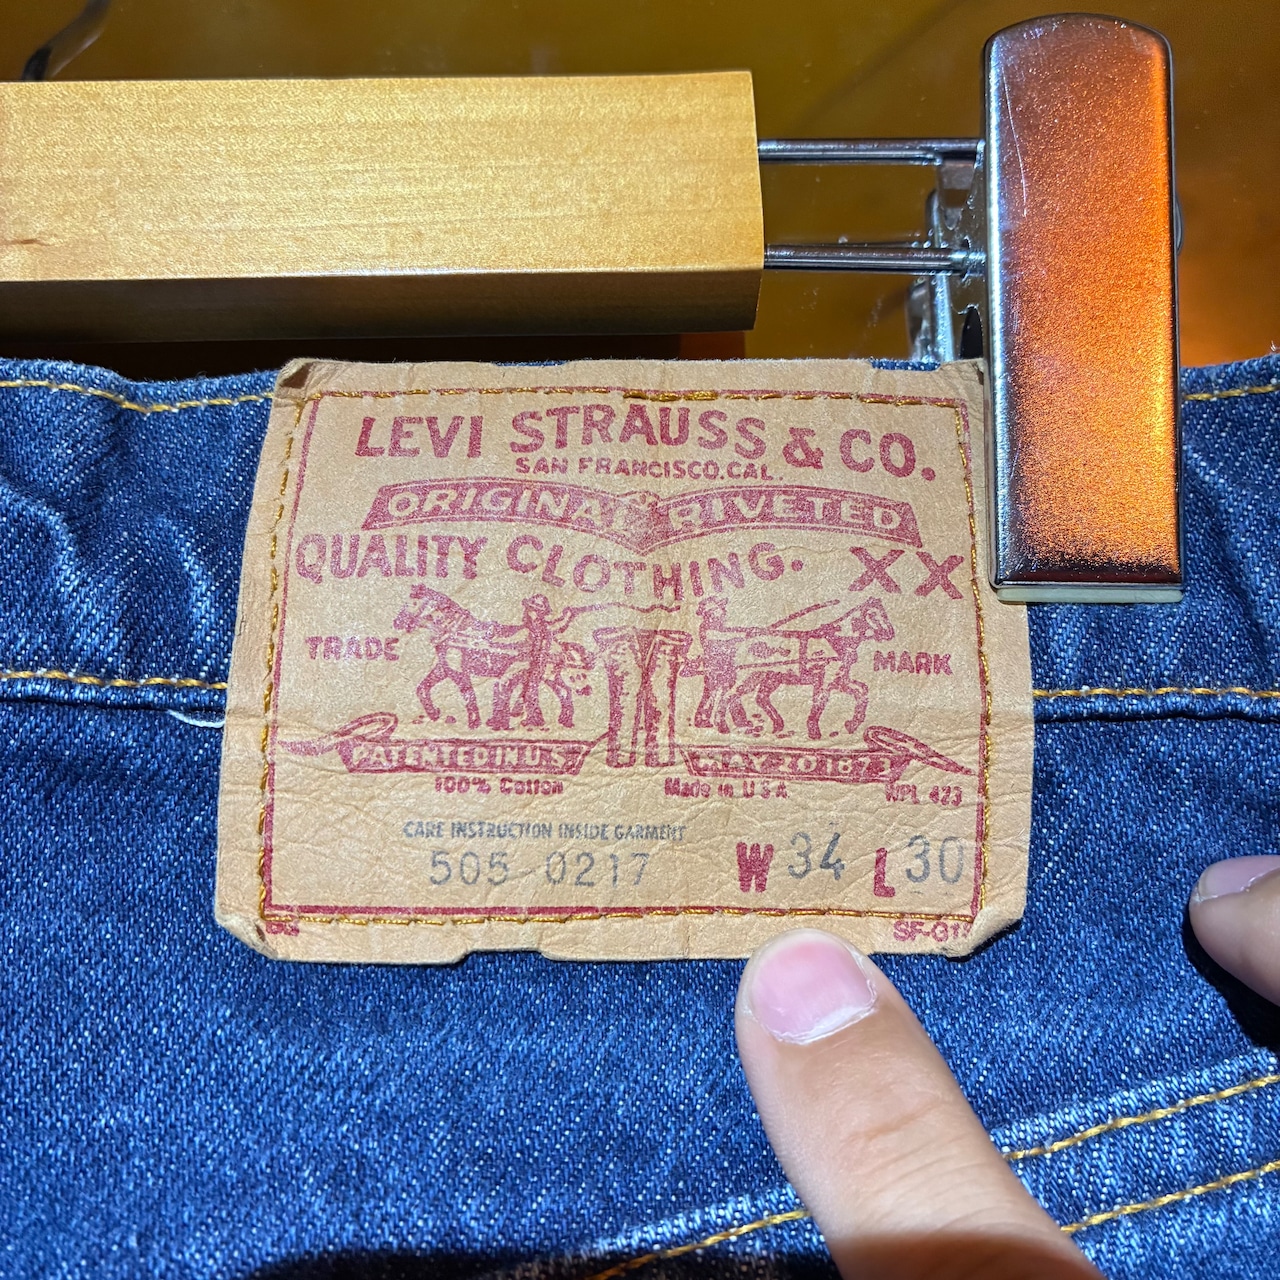 LEVI STRAUSS & CO.
SAN FRANCISCO.CAL.
ORIGINAL RIVETED
QUALITY CLOTHING. XX
TRADE MARK
PATENTED IN U.S. MAY 20 1873
100% Cotton Made in U S A WPL 423
CARE INSTRUCTION INSIDE GARMENT
505 0217 W 34 L 30